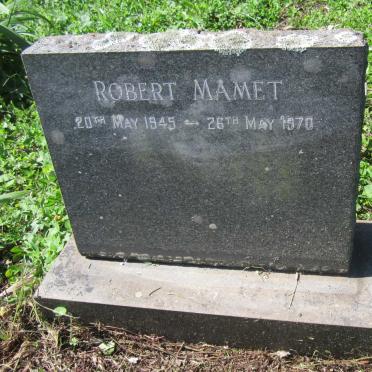 ROBERT MAMET
20TH MAY 1945 — 26TH MAY 1970